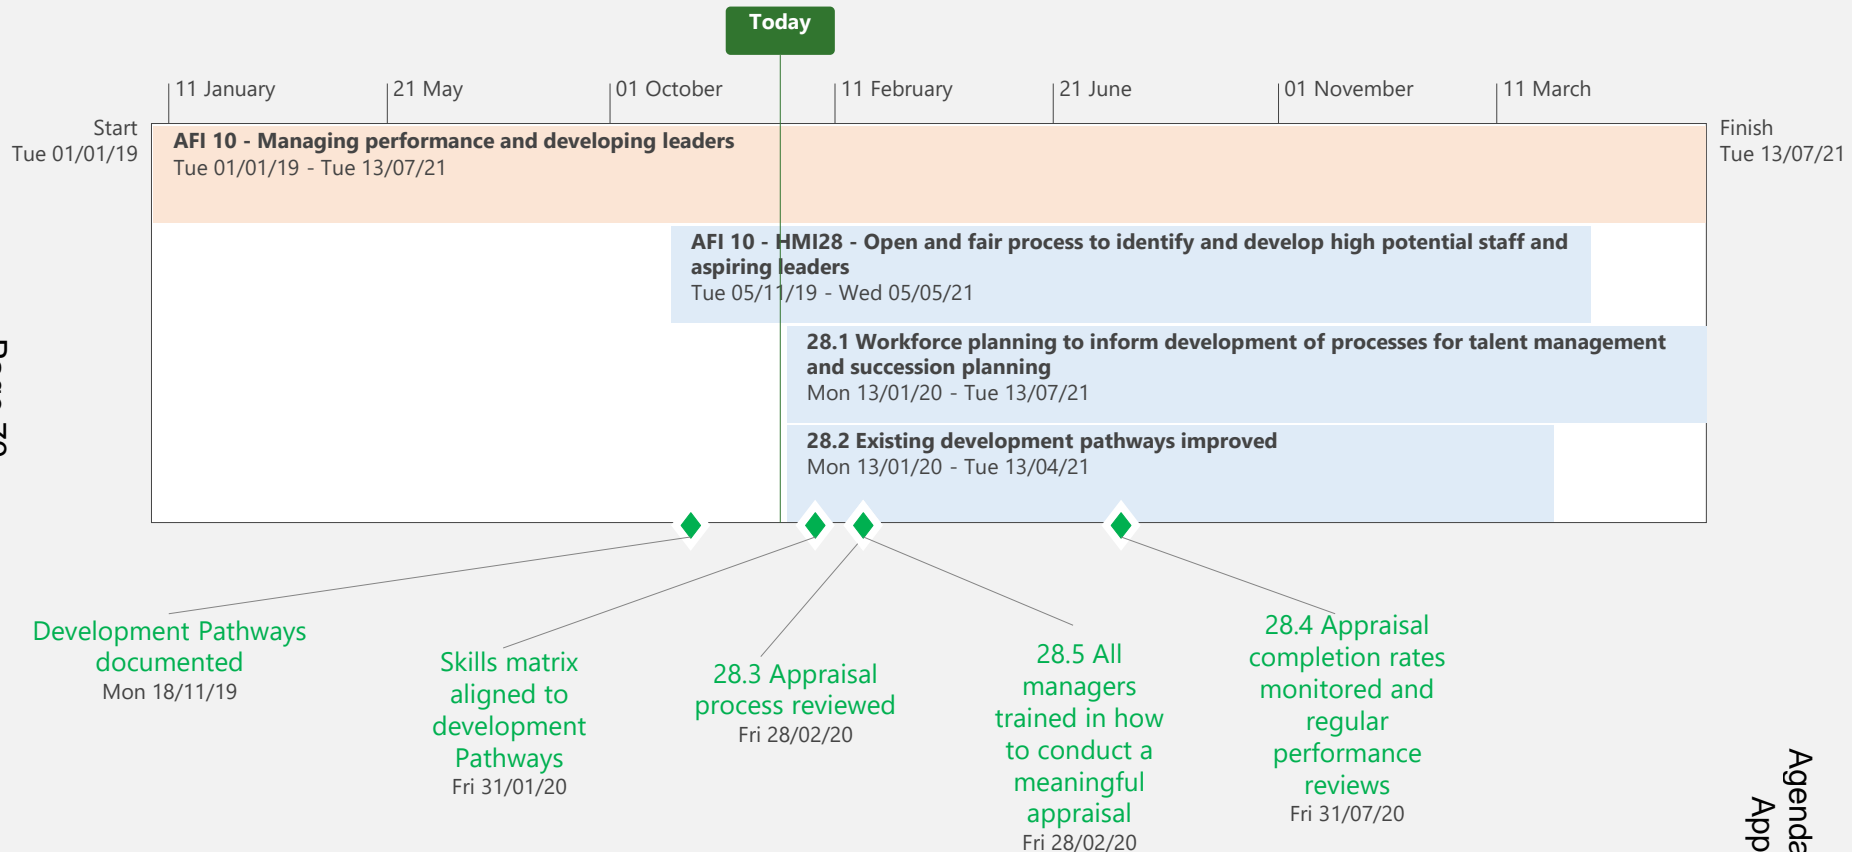 Today
11 January
21 May
01 October
11 February
21 June
01 November
11 March
Start
Tue 01/01/19
Finish
Tue 13/07/21
AFI 10 - Managing performance and developing leaders
Tue 01/01/19 - Tue 13/07/21
AFI 10 - HMI28 - Open and fair process to identify and develop high potential staff and
aspiring leaders
Tue 05/11/19 - Wed 05/05/21
28.1 Workforce planning to inform development of processes for talent management
and succession planning
Mon 13/01/20 - Tue 13/07/21
28.2 Existing development pathways improved
Mon 13/01/20 - Tue 13/04/21
Development Pathways
documented
Mon 18/11/19
Skills matrix
aligned to
development
Pathways
Fri 31/01/20
28.3 Appraisal
process reviewed
Fri 28/02/20
28.5 All
managers
trained in how
to conduct a
meaningful
appraisal
Fri 28/02/20
28.4 Appraisal
completion rates
monitored and
regular
performance
reviews
Fri 31/07/20
Agenda
App